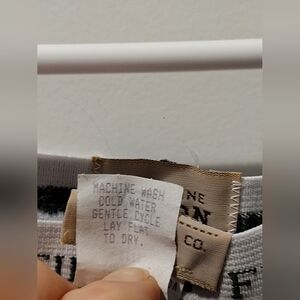 MACHINE WASH
COLD WATER
GENTLE CYCLE
LAY FLAT
TO DRY.
NE
CO.